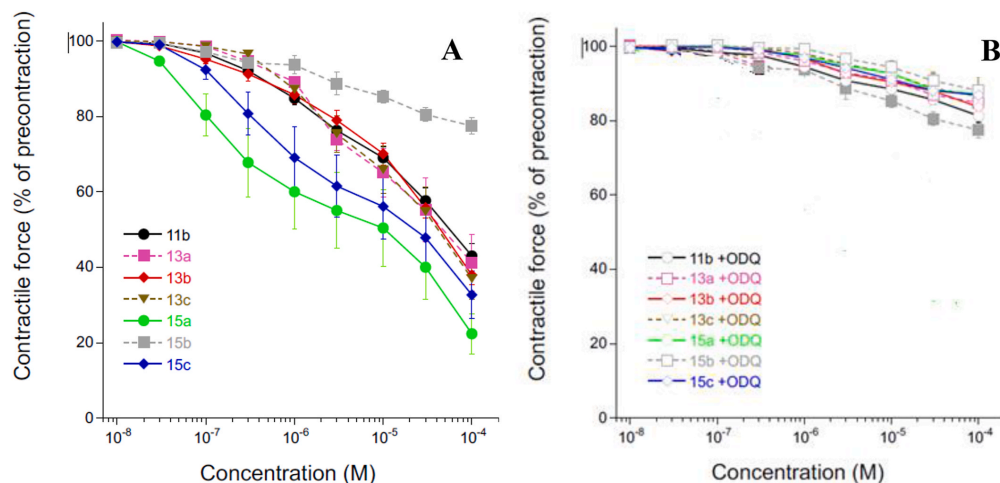 A
Contractile force (% of precontraction)
100
80
60
40
20
0
11b
13a
13b
13c
15a
15b
15c
10-8
10-7
10-6
10-5
10-4
Concentration (M)
B
Contractile force (% of precontraction)
100
80
60
40
20
0
11b +ODQ
13a +ODQ
13b +ODQ
13c +ODQ
15a +ODQ
15b +ODQ
15c +ODQ
10-8
10-7
10-6
10-5
10-4
Concentration (M)